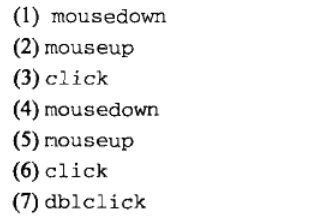 (1) mousedown
(2) mouseup
(3) click
(4) mousedown
(5) mouseup
(6) click
(7) dblclick